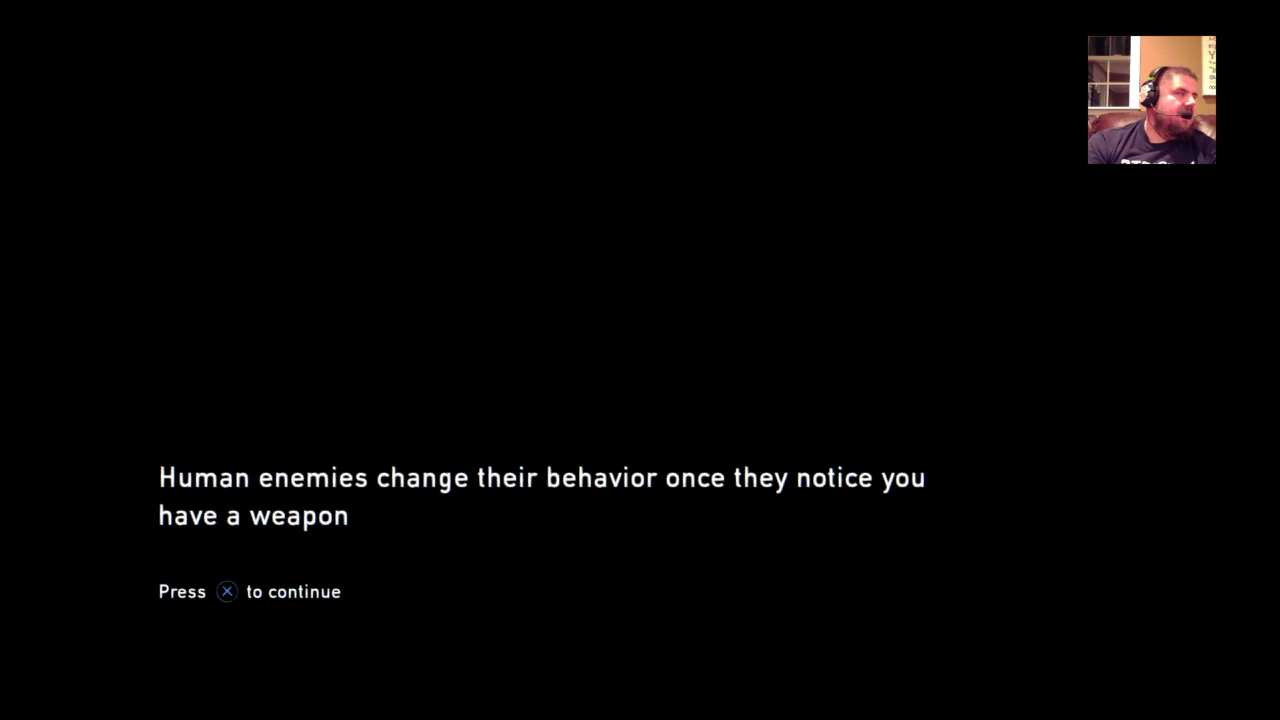 Human enemies change their behavior once they notice you
have a weapon
Press to continue